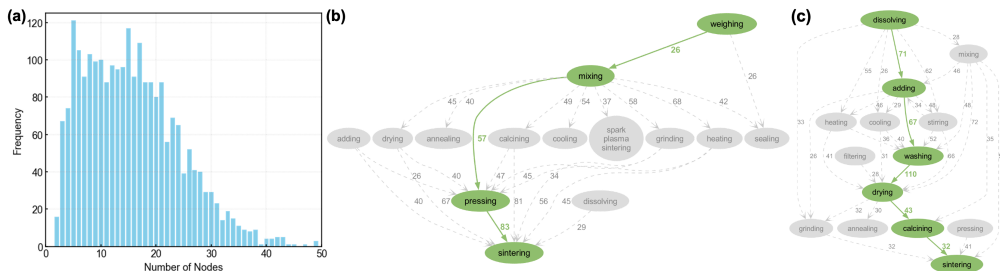 (a)
120
100
80
60
40
20
0
0 10 20 30 40 50
Frequency
Number of Nodes
(b)
weighing
26
mixing
26
45 40 49 54 37 58 68 42
adding drying annealing calcining cooling spark plasma sintering grinding heating sealing
57
26 40 47 45 34
40 67 81 56 45
pressing
dissolving
83
29
sintering
(c)
dissolving
71
28
mixing
55 26 62 46
adding
48 29 34 48 48
33 heating cooling 67 stirring 72
36 40 52 35
filtering 31 washing 66
28 41 31 110
28
drying
32 30 43
grinding annealing calcining pressing
32 32 41
sintering